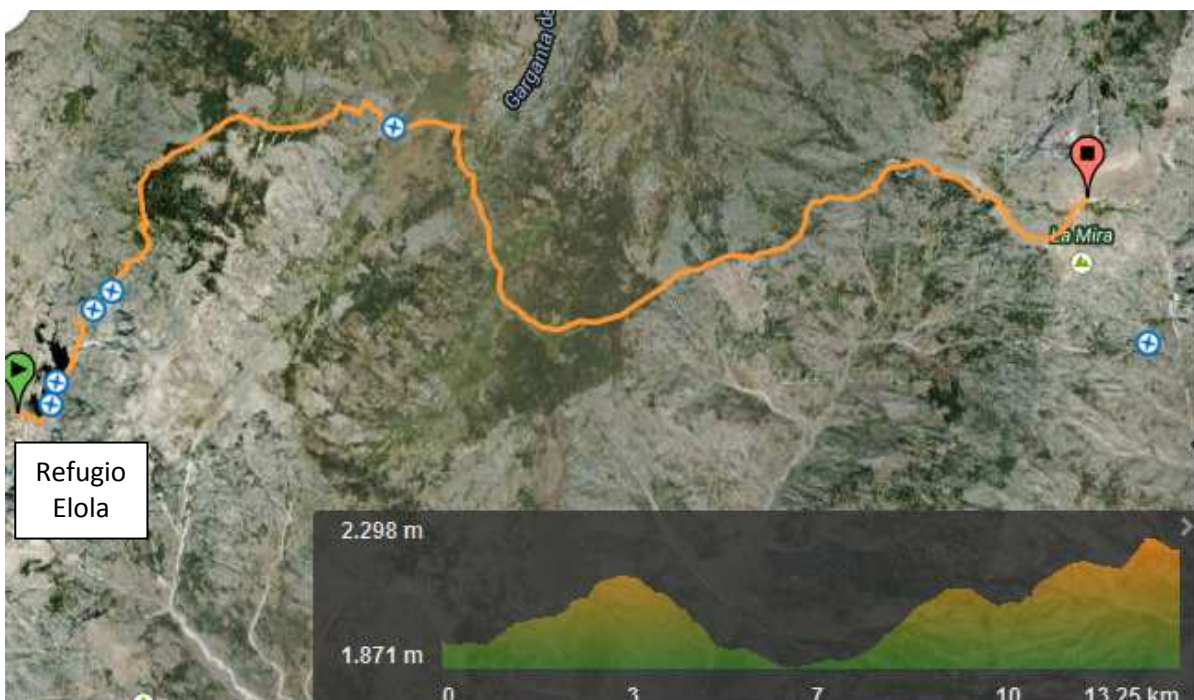 Garganta de
La Mira
Refugio
Elola
2.298 m
1.871 m
0 3 7 10 13,25 km